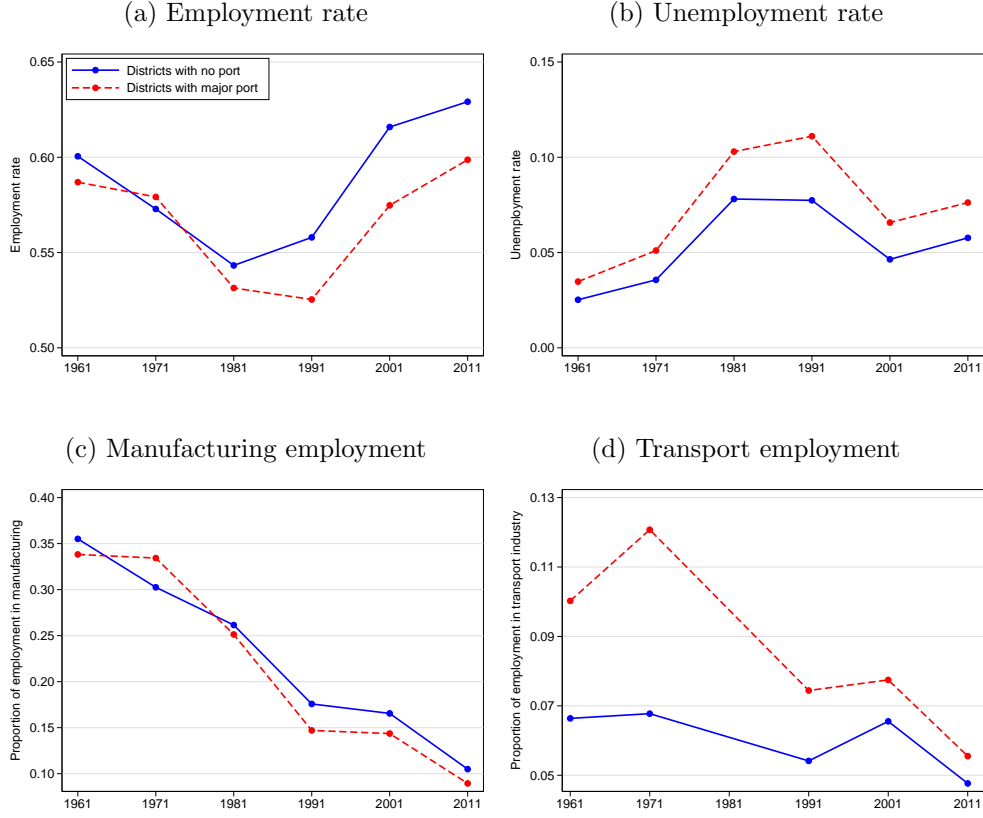 (a) Employment rate
0.65
0.60
0.55
0.50
Employment rate
Districts with no port
Districts with major port
1961 1971 1981 1991 2001 2011
(b) Unemployment rate
0.15
0.10
0.05
0.00
Unemployment rate
1961 1971 1981 1991 2001 2011
(c) Manufacturing employment
0.40
0.35
0.30
0.25
0.20
0.15
0.10
Proportion of employment in manufacturing
1961 1971 1981 1991 2001 2011
(d) Transport employment
0.13
0.11
0.09
0.07
0.05
Proportion of employment in transport industry
1961 1971 1981 1991 2001 2011